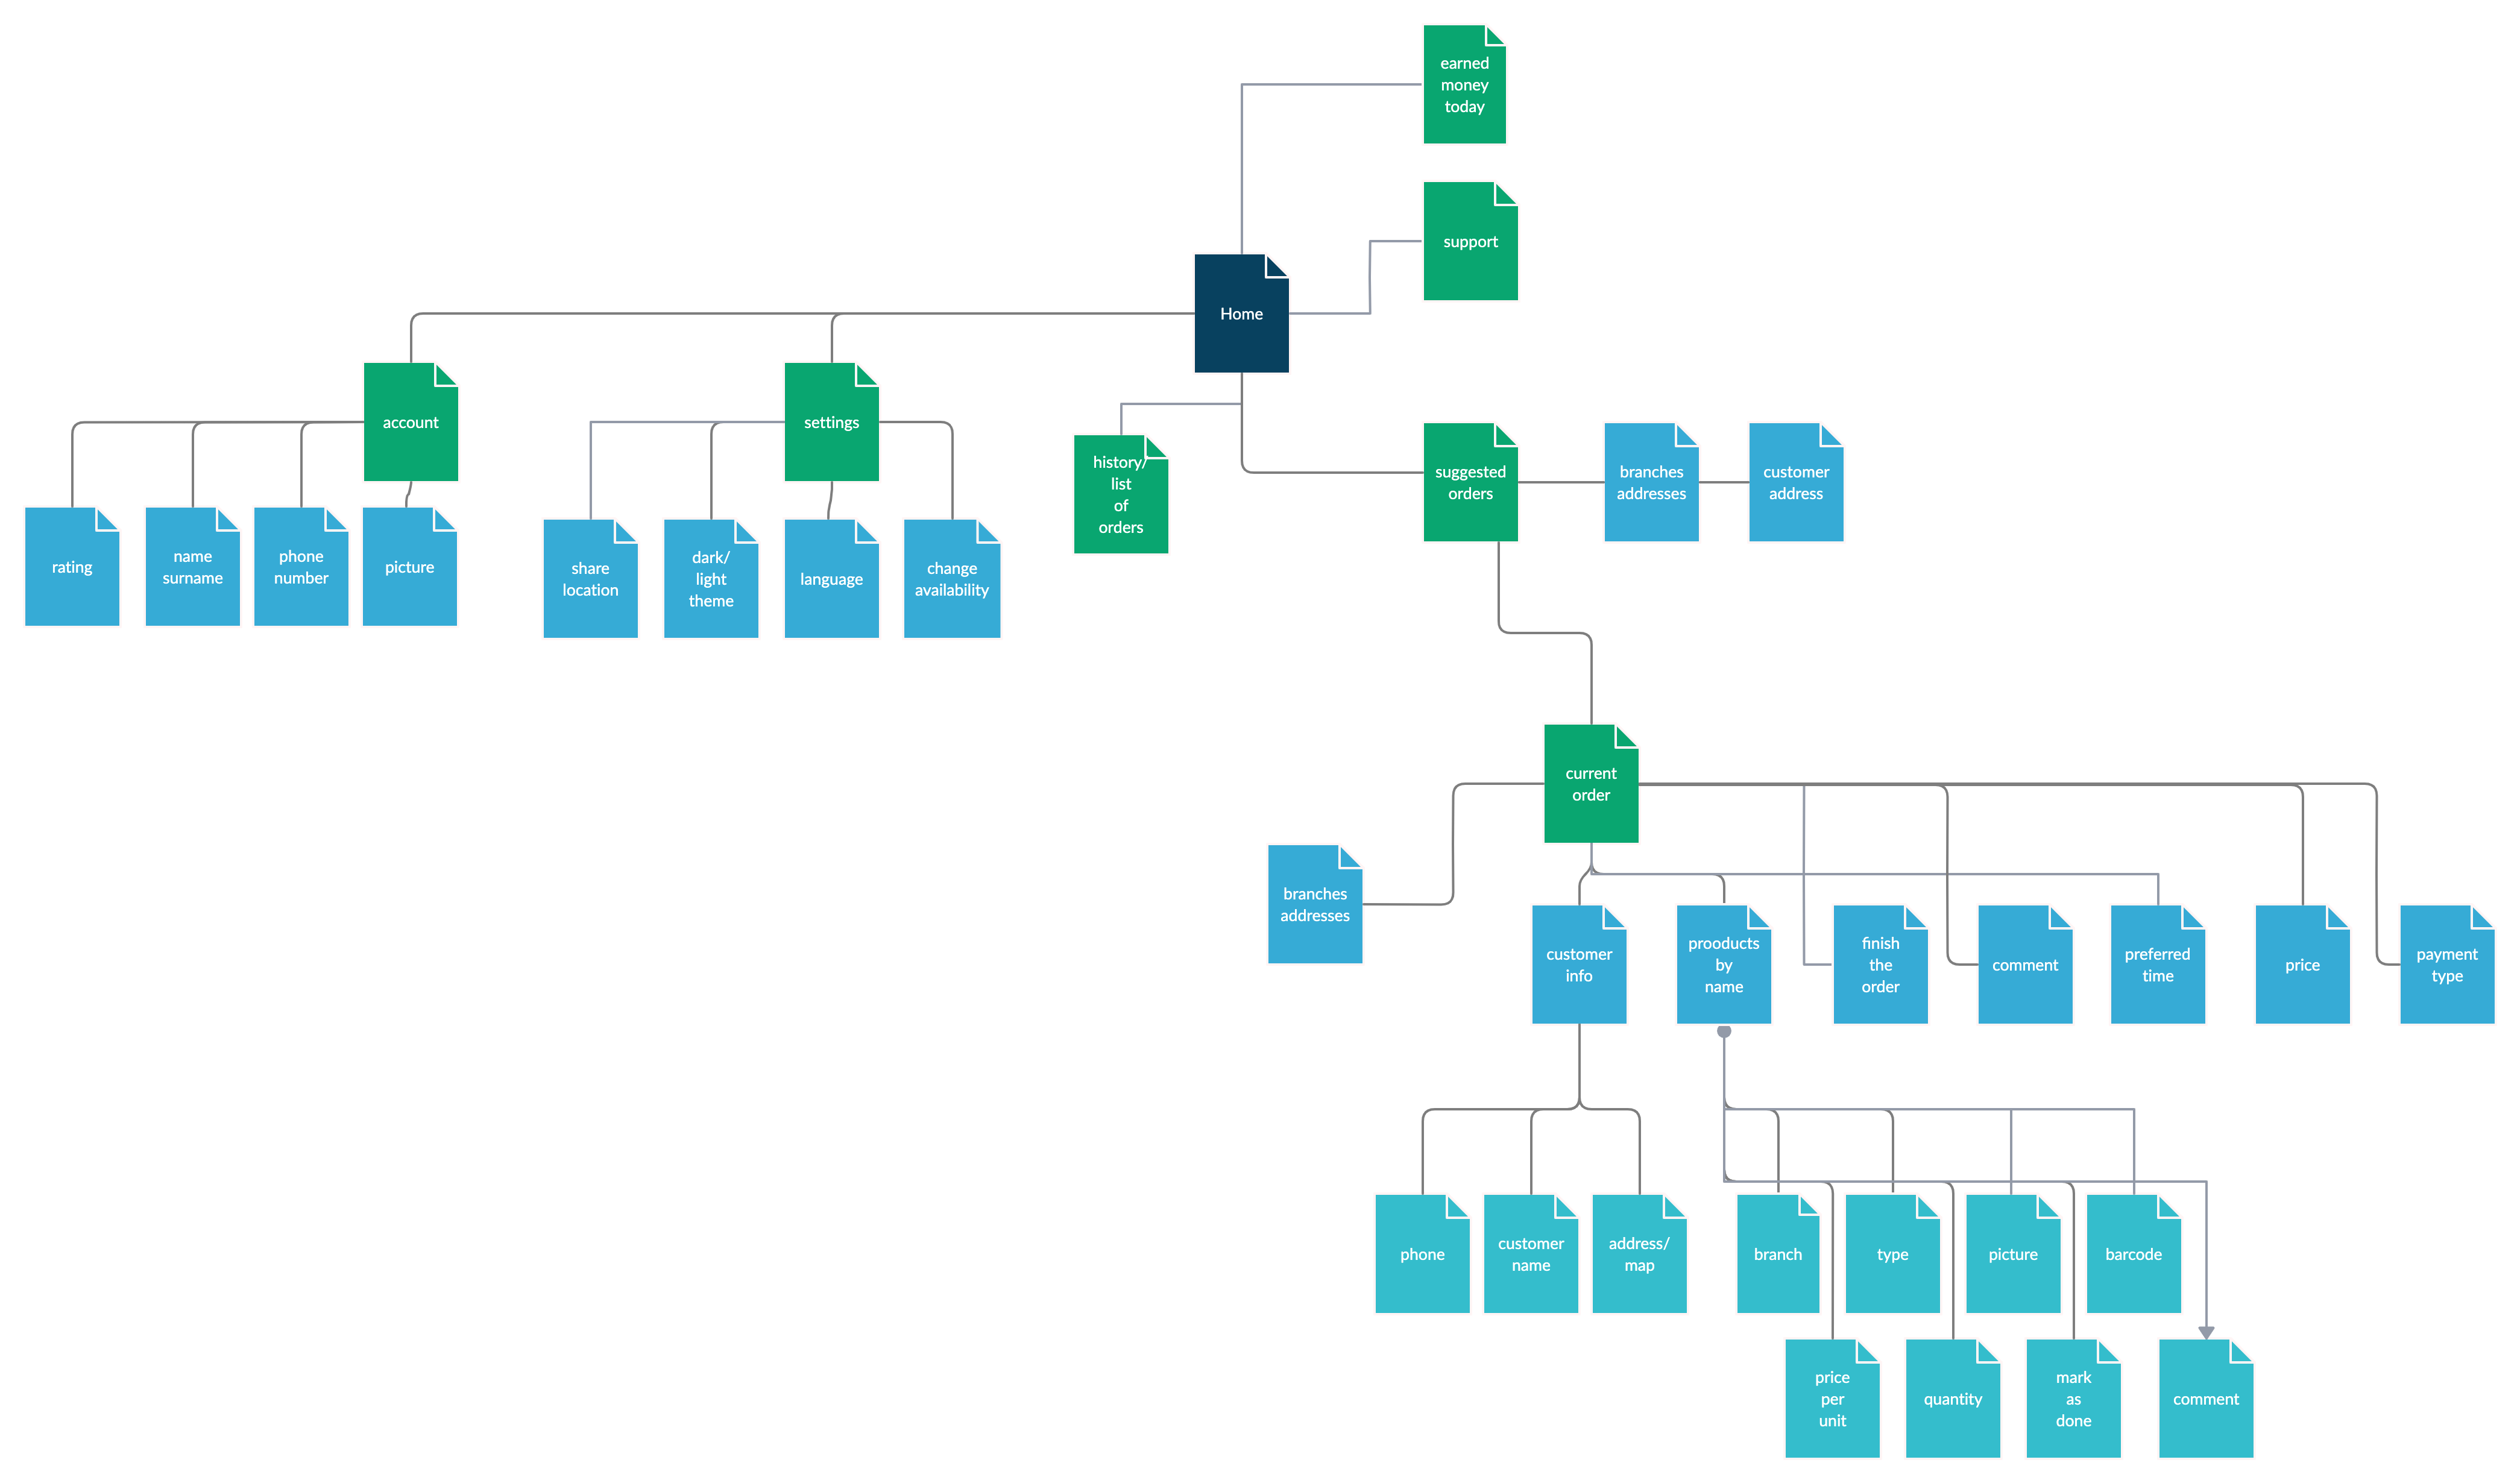 earned
money
today
support
Home
account
settings
history/
list
of
orders
suggested
orders
branches
addresses
customer
address
rating
name
surname
phone
number
picture
share
location
dark/
light
theme
language
change
availability
current
order
branches
addresses
customer
info
prooducts
by
name
finish
the
order
comment
preferred
time
price
payment
type
phone
customer
name
address/
map
branch
type
picture
barcode
price
per
unit
quantity
mark
as
done
comment